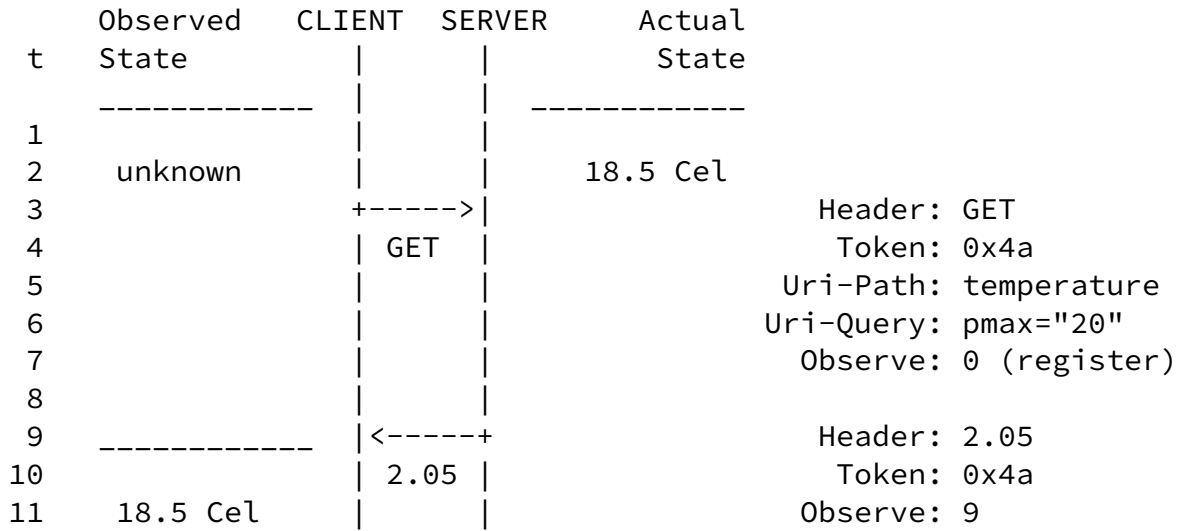 Observed   CLIENT  SERVER     Actual
 t   State         |      |         State
     ____________  |      |  ____________
 1                 |      |
 2    unknown      |      |     18.5 Cel
 3                 +----->|                  Header: GET
 4                 | GET  |                   Token: 0x4a
 5                 |      |                Uri-Path: temperature
 6                 |      |               Uri-Query: pmax="20"
 7                 |      |                 Observe: 0 (register)
 8                 |      |
 9   ____________  |<-----+                  Header: 2.05
10                 | 2.05 |                   Token: 0x4a
11    18.5 Cel     |      |                 Observe: 9